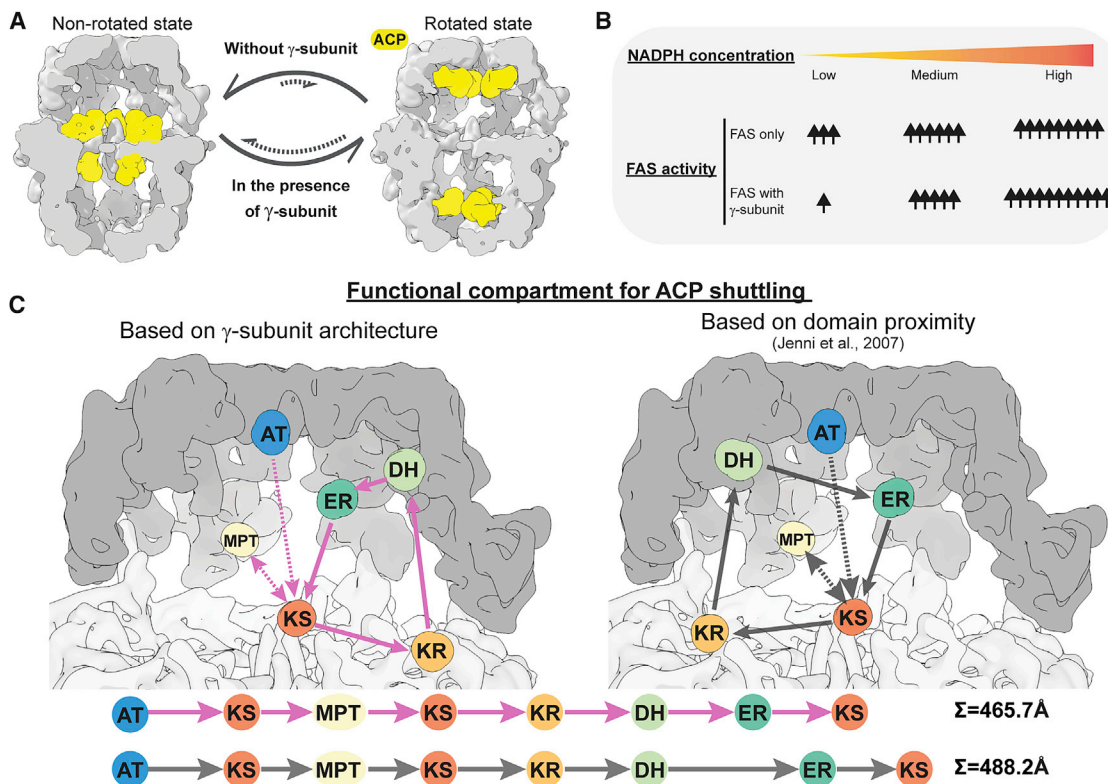 A
Non-rotated state
Rotated state
Without γ-subunit
ACP
In the presence
of γ-subunit
B
NADPH concentration
Low
Medium
High
FAS only
FAS activity
FAS with
γ-subunit
Functional compartment for ACP shuttling
C
Based on γ-subunit architecture
Based on domain proximity
(Jenni et al., 2007)
AT
DH
ER
MPT
KS
KR
AT
DH
ER
MPT
KS
KR
AT KS MPT KS KR DH ER KS Σ=465.7Å
AT KS MPT KS KR DH ER KS Σ=488.2Å